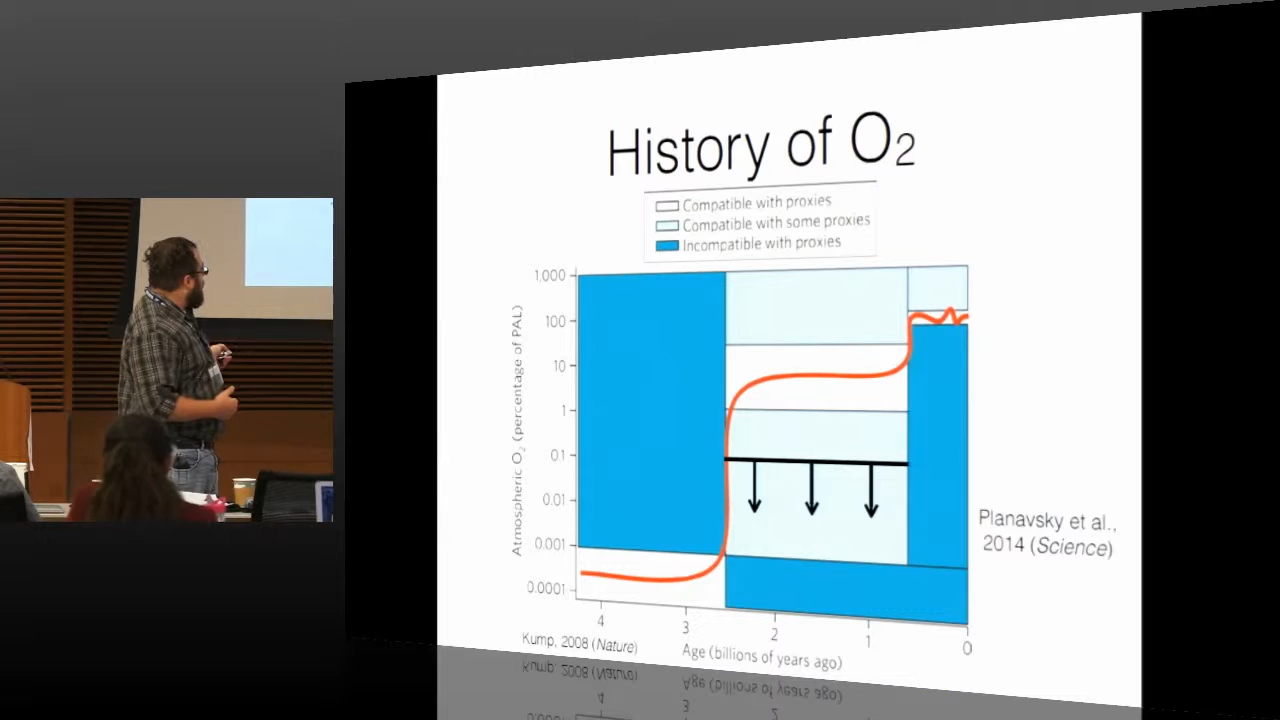 History of O2
Compatible with proxies
Compatible with some proxies
Incompatible with proxies
Atmospheric O2 (percentage of PAL)
1,000
100
10
1
0.1
0.01
0.001
0.0001
4
3
2
1
0
Age (billions of years ago)
Kump, 2008 (Nature)
Planavsky et al.,
2014 (Science)